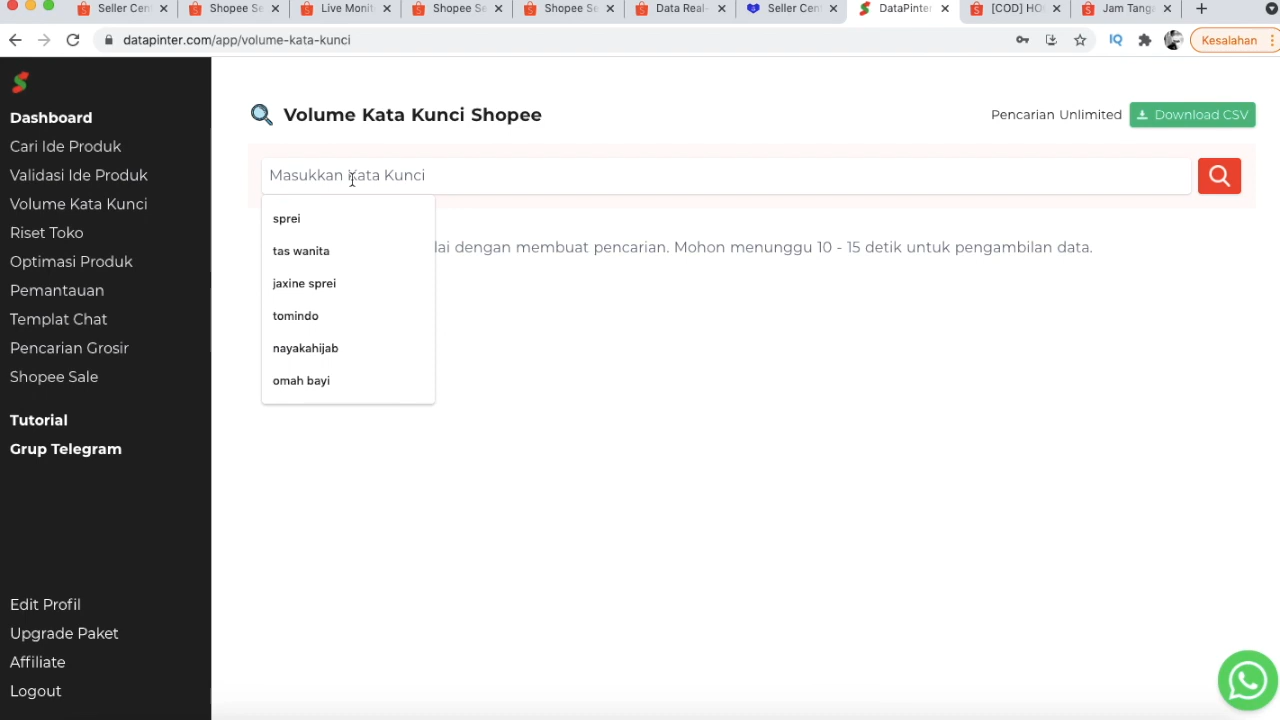 Seller Cen
Shopee Se
Live Monit
Shopee Se
Shopee Se
Data Real-
Seller Cent
DataPinter
[COD] HO
Jam Tanga
datapinter.com/app/volume-kata-kunci
IQ
Kesalahan
Dashboard
Cari Ide Produk
Validasi Ide Produk
Volume Kata Kunci
Riset Toko
Optimasi Produk
Pemantauan
Templat Chat
Pencarian Grosir
Shopee Sale
Tutorial
Grup Telegram
Edit Profil
Upgrade Paket
Affiliate
Logout
Volume Kata Kunci Shopee
Pencarian Unlimited
Download CSV
Masukkan Kata Kunci
sprei
tas wanita
jaxine sprei
tomindo
nayakahijab
omah bayi
lai dengan membuat pencarian. Mohon menunggu 10 - 15 detik untuk pengambilan data.